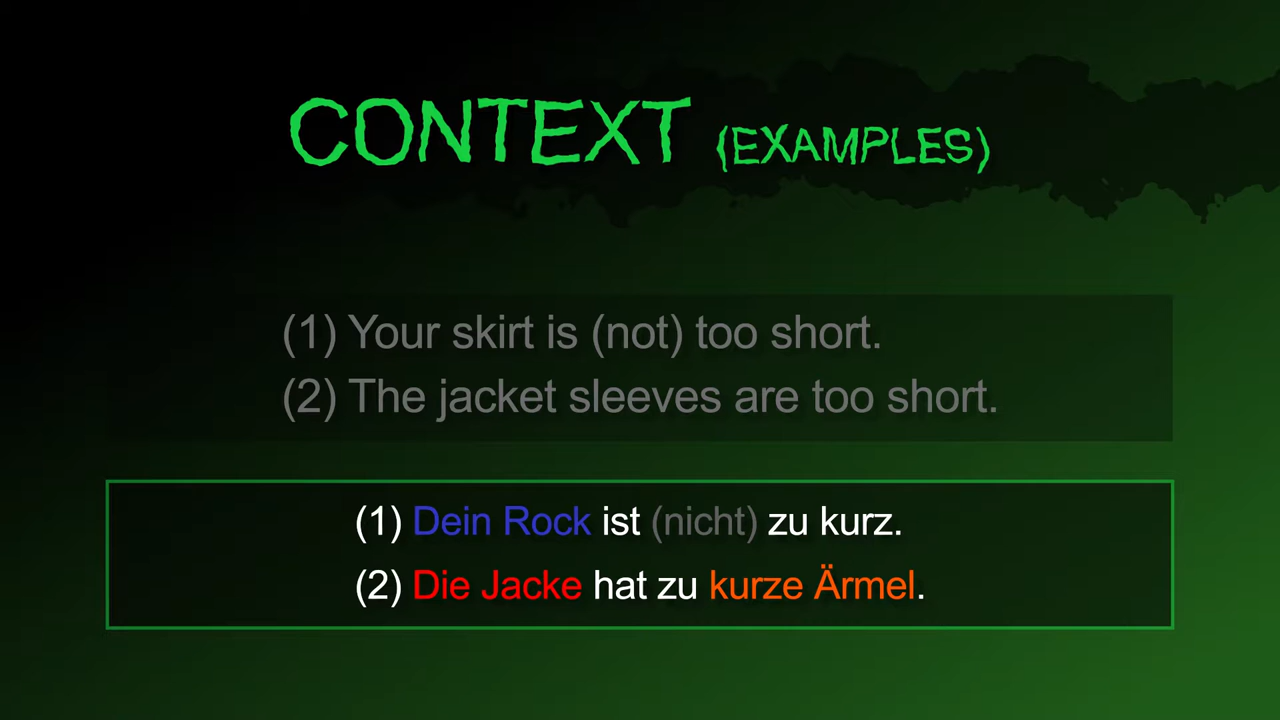 CONTEXT (EXAMPLES)
(1) Your skirt is (not) too short.
(2) The jacket sleeves are too short.
(1) Dein Rock ist (nicht) zu kurz.
(2) Die Jacke hat zu kurze Ärmel.